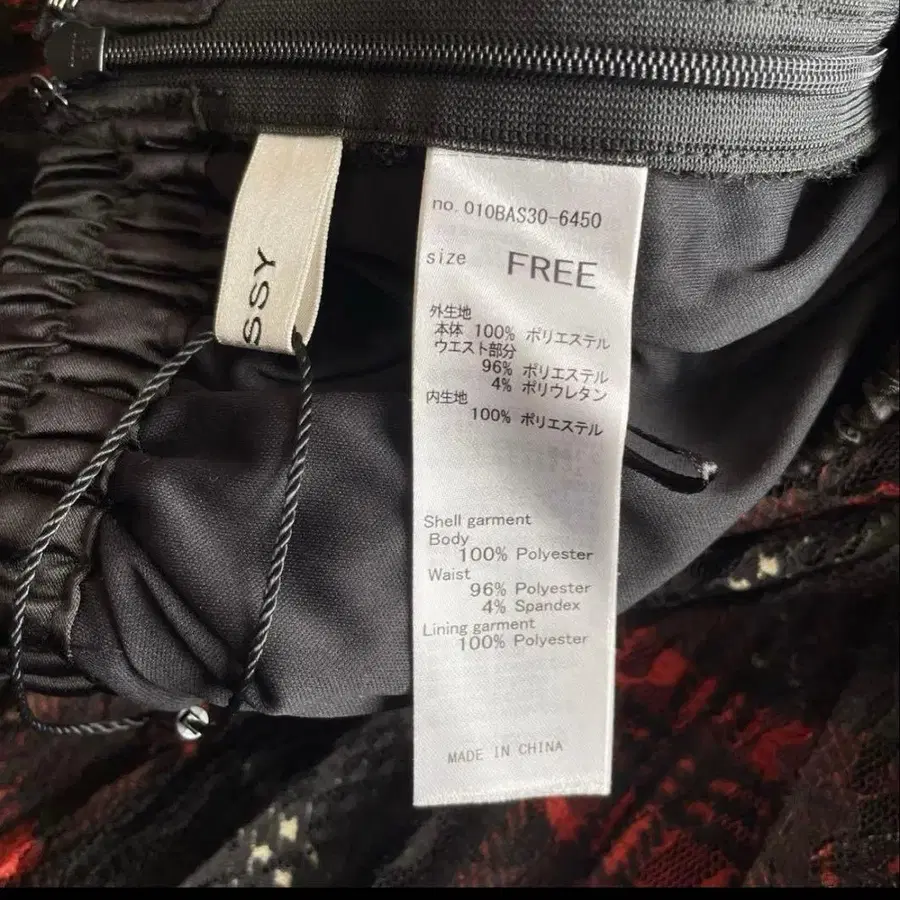 SSY
no. 010BAS30-6450
size FREE
外生地
本体 100% ポリエステル
ウエスト部分
96% ポリエステル
4% ポリウレタン
内生地
100% ポリエステル
Shell garment
Body
100% Polyester
Waist
96% Polyester
4% Spandex
Lining garment
100% Polyester
MADE IN CHINA